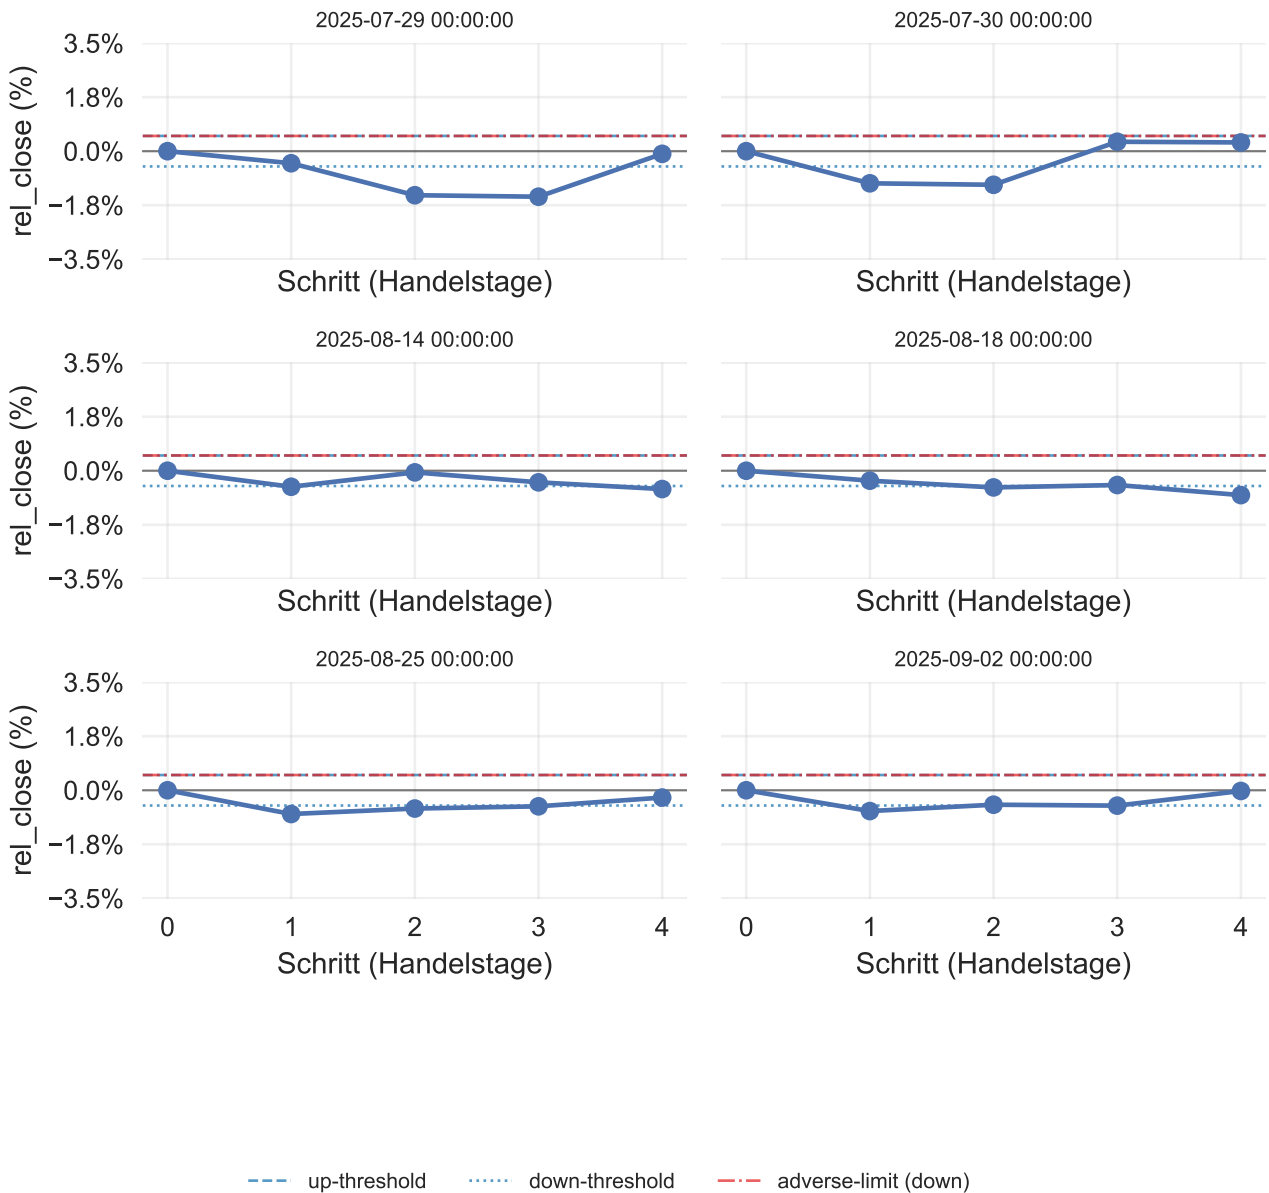 2025-07-29 00:00:00
2025-07-30 00:00:00
3.5%
1.8%
0.0%
−1.8%
−3.5%
rel_close (%)
Schritt (Handelstage)
Schritt (Handelstage)
2025-08-14 00:00:00
2025-08-18 00:00:00
3.5%
1.8%
0.0%
−1.8%
−3.5%
rel_close (%)
Schritt (Handelstage)
Schritt (Handelstage)
2025-08-25 00:00:00
2025-09-02 00:00:00
3.5%
1.8%
0.0%
−1.8%
−3.5%
rel_close (%)
0 1 2 3 4
0 1 2 3 4
Schritt (Handelstage)
Schritt (Handelstage)
up-threshold
down-threshold
adverse-limit (down)